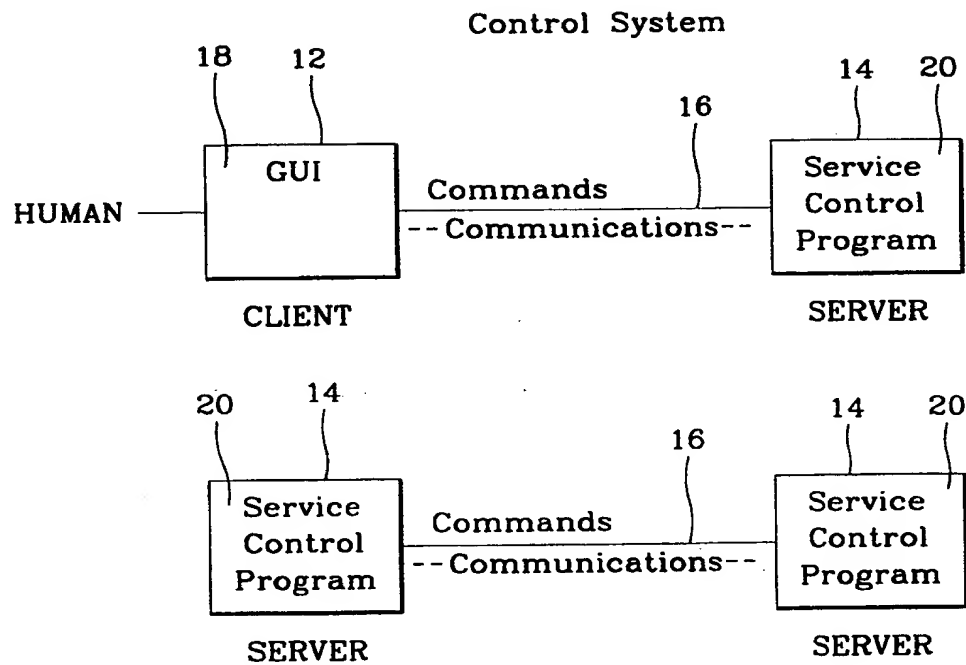 Control System
18 12 14 20
16
GUI
HUMAN
Commands
--Communications--
Service
Control
Program
CLIENT
SERVER
20 14 14 20
16
Service
Control
Program
Commands
--Communications--
Service
Control
Program
SERVER
SERVER